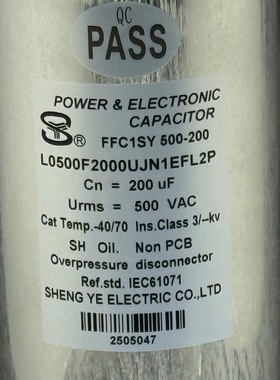 QC
PASS
POWER & ELECTRONIC
CAPACITOR
SY®
FFC1SY 500-200
L0500F2000UJN1EFL2P
Cn = 200 uF
Urms = 500 VAC
Cat Temp.-40/70 Ins.Class 3/--kv
SH Oil. Non PCB
Overpressure disconnector
Ref.std. IEC61071
SHENG YE ELECTRIC CO.,LTD
2505047